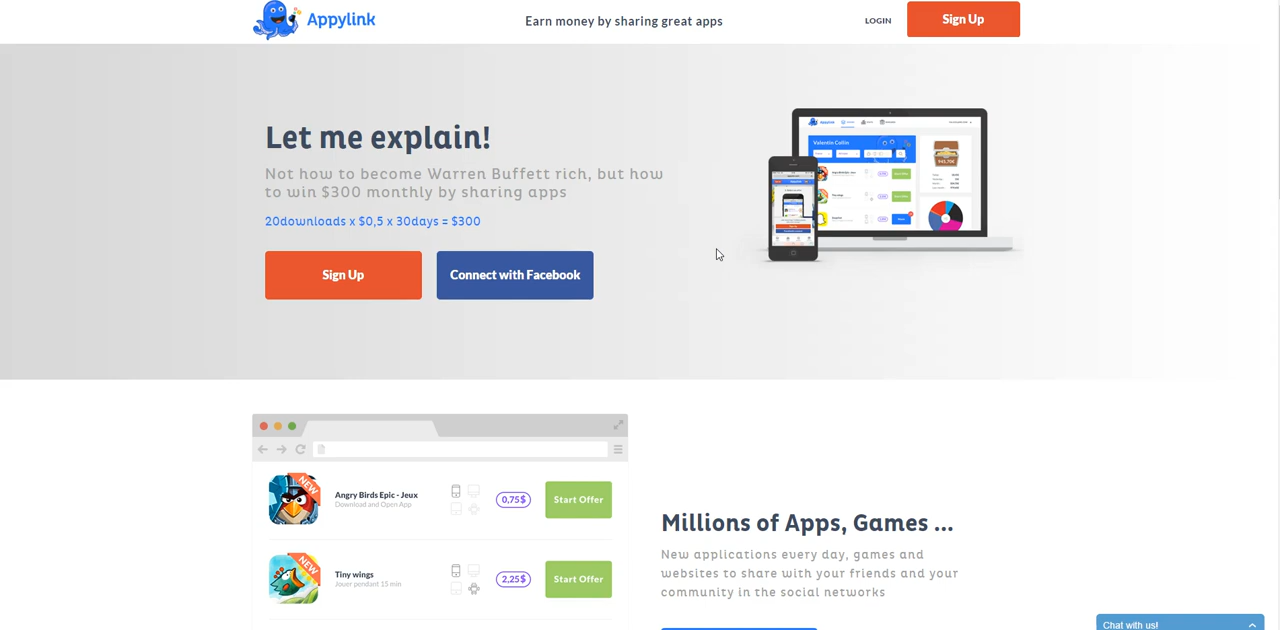 Appylink
Earn money by sharing great apps
LOGIN
Sign Up
Let me explain!
Not how to become Warren Buffett rich, but how
to win $300 monthly by sharing apps
20downloads x $0,5 x 30days = $300
Sign Up
Connect with Facebook
Valentin Collin
NEW
Angry Birds Epic - Jeux
Download and Open App
0,75$
Start Offer
NEW
Tiny wings
Jouer pendant 15 min
2,25$
Start Offer
Millions of Apps, Games ...
New applications every day, games and
websites to share with your friends and your
community in the social networks
Chat with us!